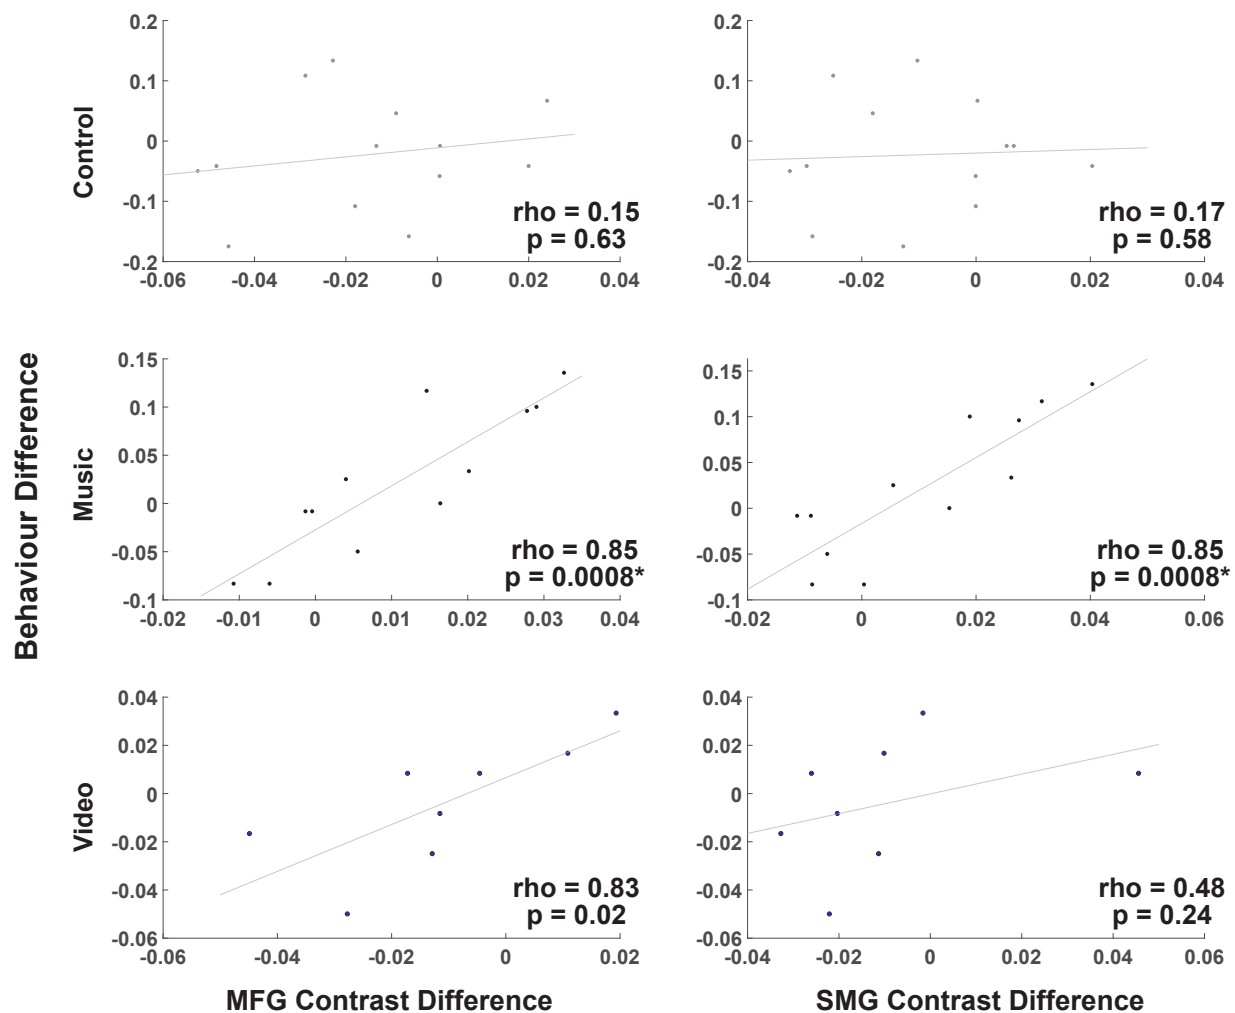 Behaviour Difference
Control
0.2
0.1
0
-0.1
-0.2
-0.06 -0.04 -0.02 0 0.02 0.04
rho = 0.15
p = 0.63
0.2
0.1
0
-0.1
-0.2
-0.04 -0.02 0 0.02 0.04
rho = 0.17
p = 0.58
Music
0.15
0.1
0.05
0
-0.05
-0.1
-0.02 -0.01 0 0.01 0.02 0.03 0.04
rho = 0.85
p = 0.0008*
0.15
0.1
0.05
0
-0.05
-0.1
-0.02 0 0.02 0.04 0.06
rho = 0.85
p = 0.0008*
Video
0.04
0.02
0
-0.02
-0.04
-0.06
-0.06 -0.04 -0.02 0 0.02
rho = 0.83
p = 0.02
0.04
0.02
0
-0.02
-0.04
-0.06
-0.04 -0.02 0 0.02 0.04 0.06
rho = 0.48
p = 0.24
MFG Contrast Difference
SMG Contrast Difference